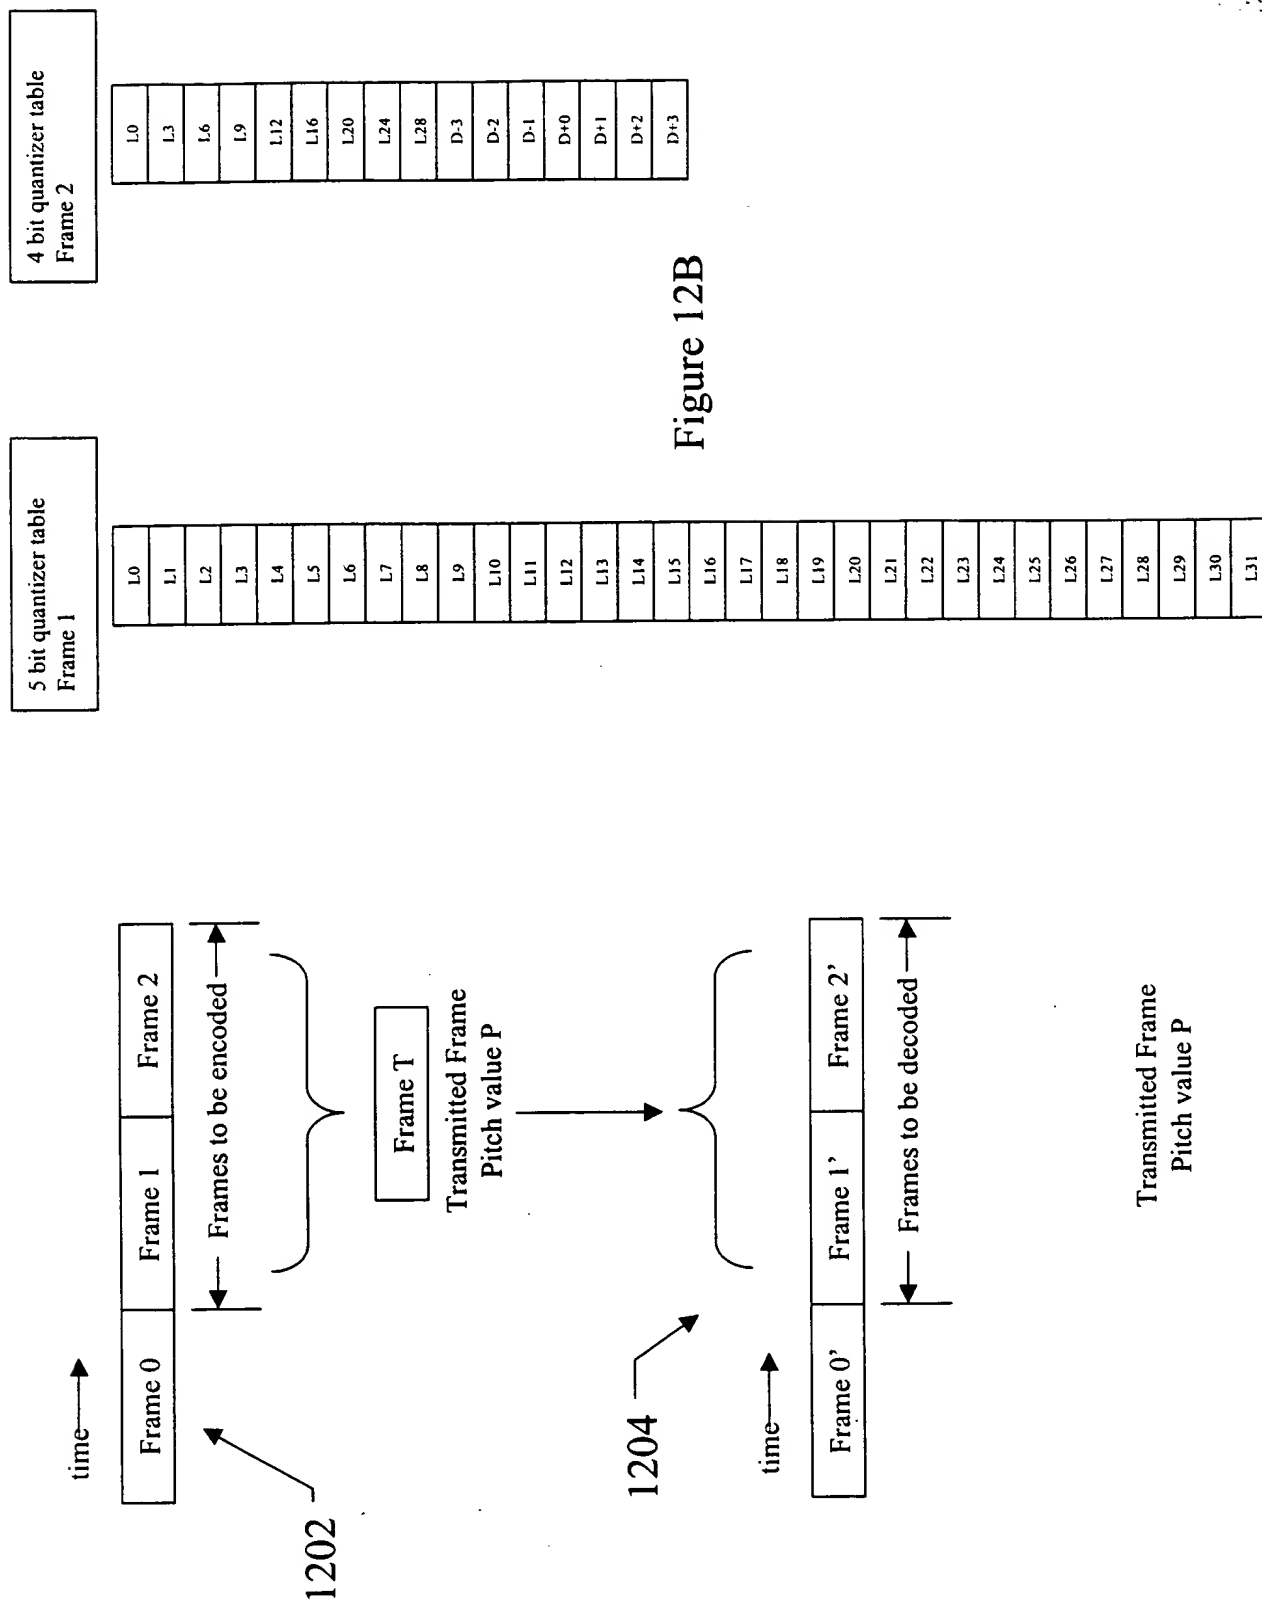 time
Frame 0
Frame 1
Frame 2
Frames to be encoded
1202
Frame T
Transmitted Frame
Pitch value P
1204
time
Frame 0'
Frame 1'
Frame 2'
Frames to be decoded
Transmitted Frame
Pitch value P
5 bit quantizer table
Frame 1
L0
L1
L2
L3
L4
L5
L6
L7
L8
L9
L10
L11
L12
L13
L14
L15
L16
L17
L18
L19
L20
L21
L22
L23
L24
L25
L26
L27
L28
L29
L30
L31
4 bit quantizer table
Frame 2
L0
L3
L6
L9
L12
L16
L20
L24
L28
D-3
D-2
D-1
D+0
D+1
D+2
D+3
Figure 12B